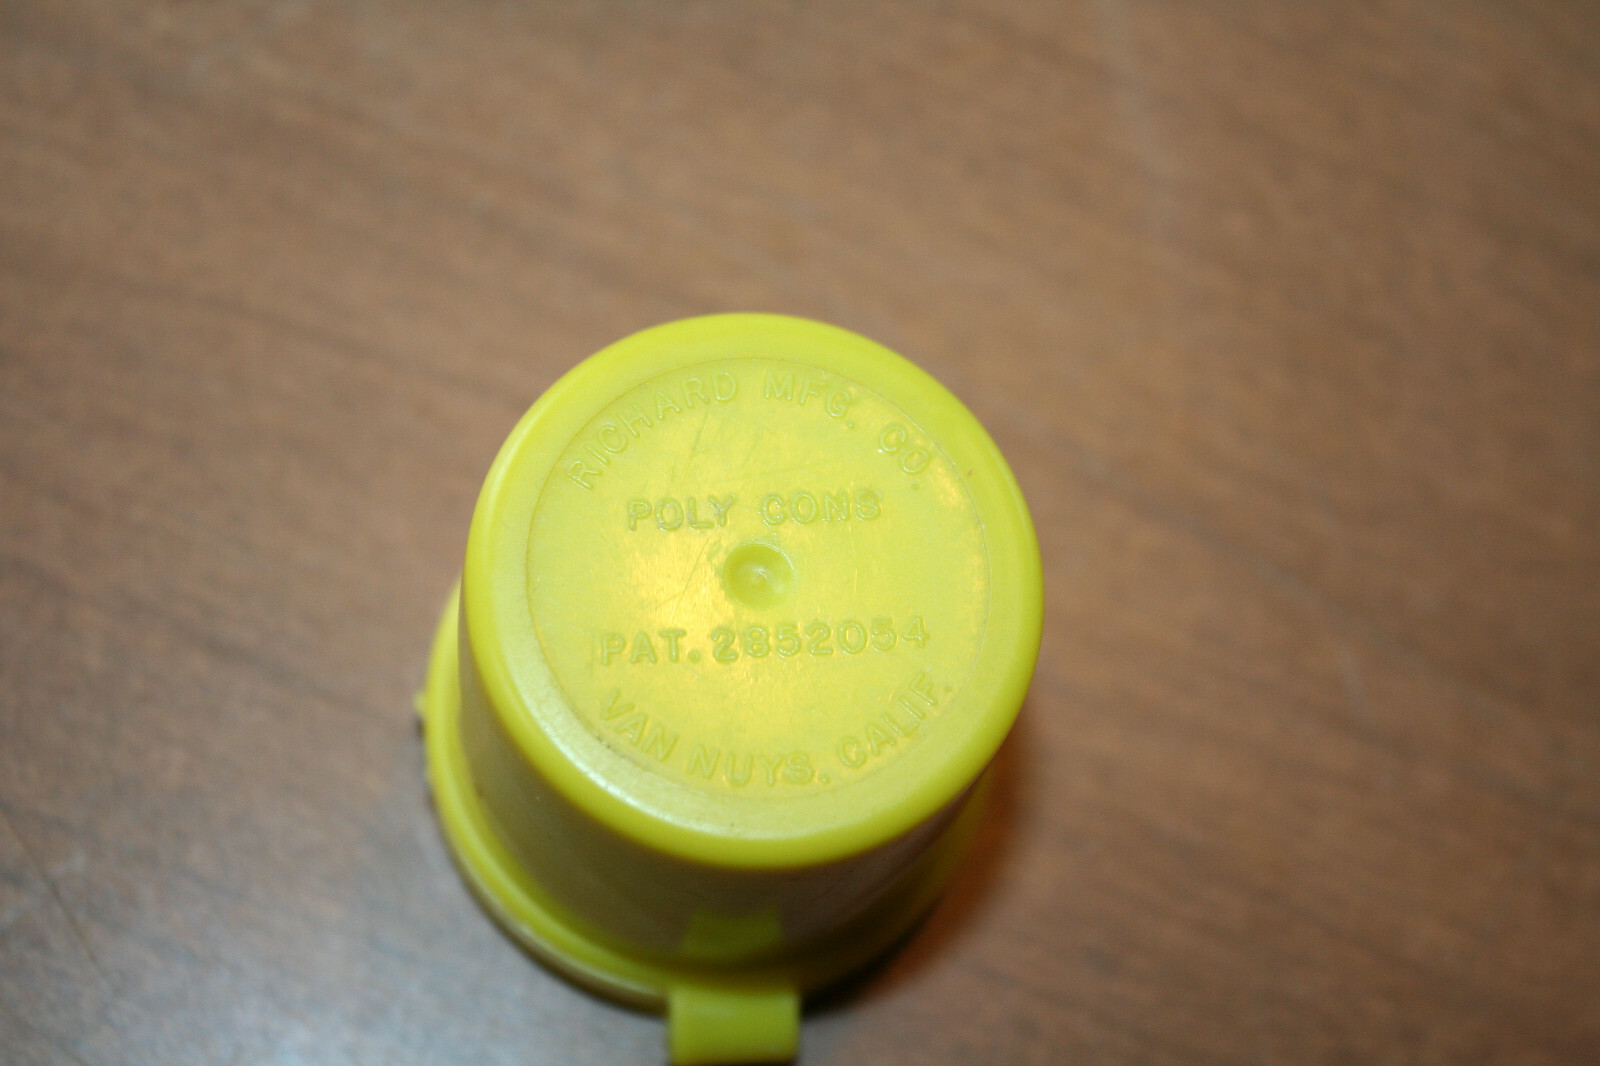 RICHARD MFG. CO.
POLY CONS
PAT. 2852054
VAN NUYS. CALIF.